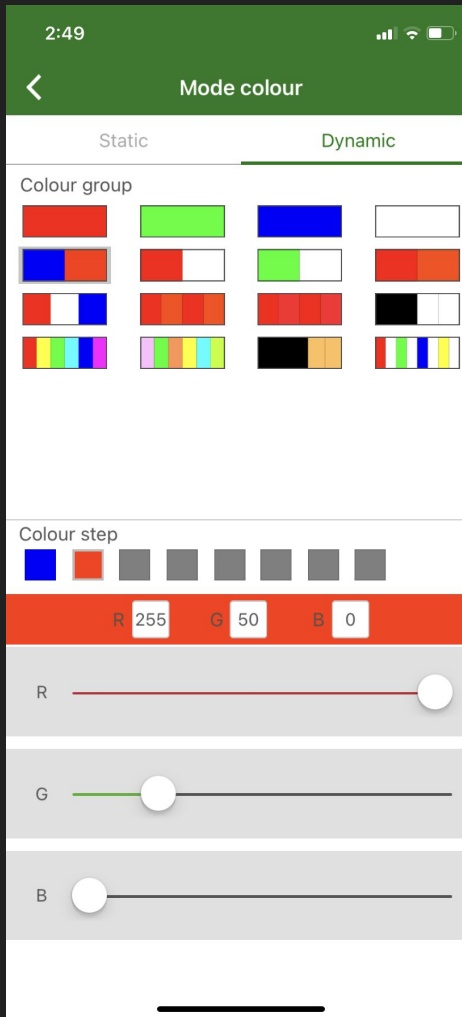 2:49
Mode colour
Static Dynamic
Colour group
Colour step
R 255 G 50 B 0
R
G
B